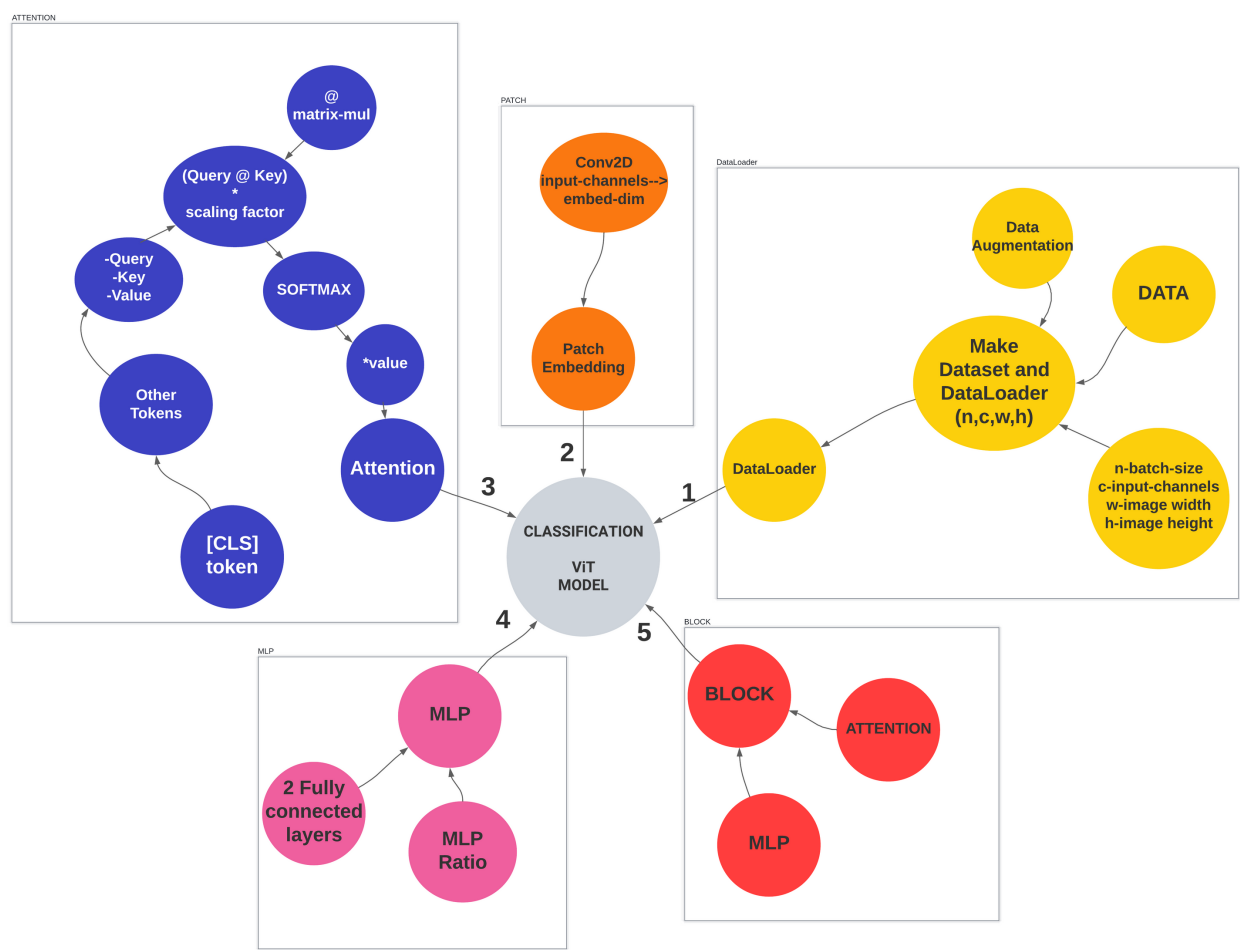 ATTENTION
@
matrix-mul
(Query @ Key)
*
scaling factor
-Query
-Key
-Value
SOFTMAX
*value
Other
Tokens
Attention
[CLS]
token
3
PATCH
Conv2D
input-channels-->
embed-dim
Patch
Embedding
2
DataLoader
Data
Augmentation
DATA
Make
Dataset and
DataLoader
(n,c,w,h)
DataLoader
n-batch-size
c-input-channels
w-image width
h-image height
1
CLASSIFICATION
ViT
MODEL
4
5
MLP
MLP
2 Fully
connected
layers
MLP
Ratio
BLOCK
BLOCK
ATTENTION
MLP